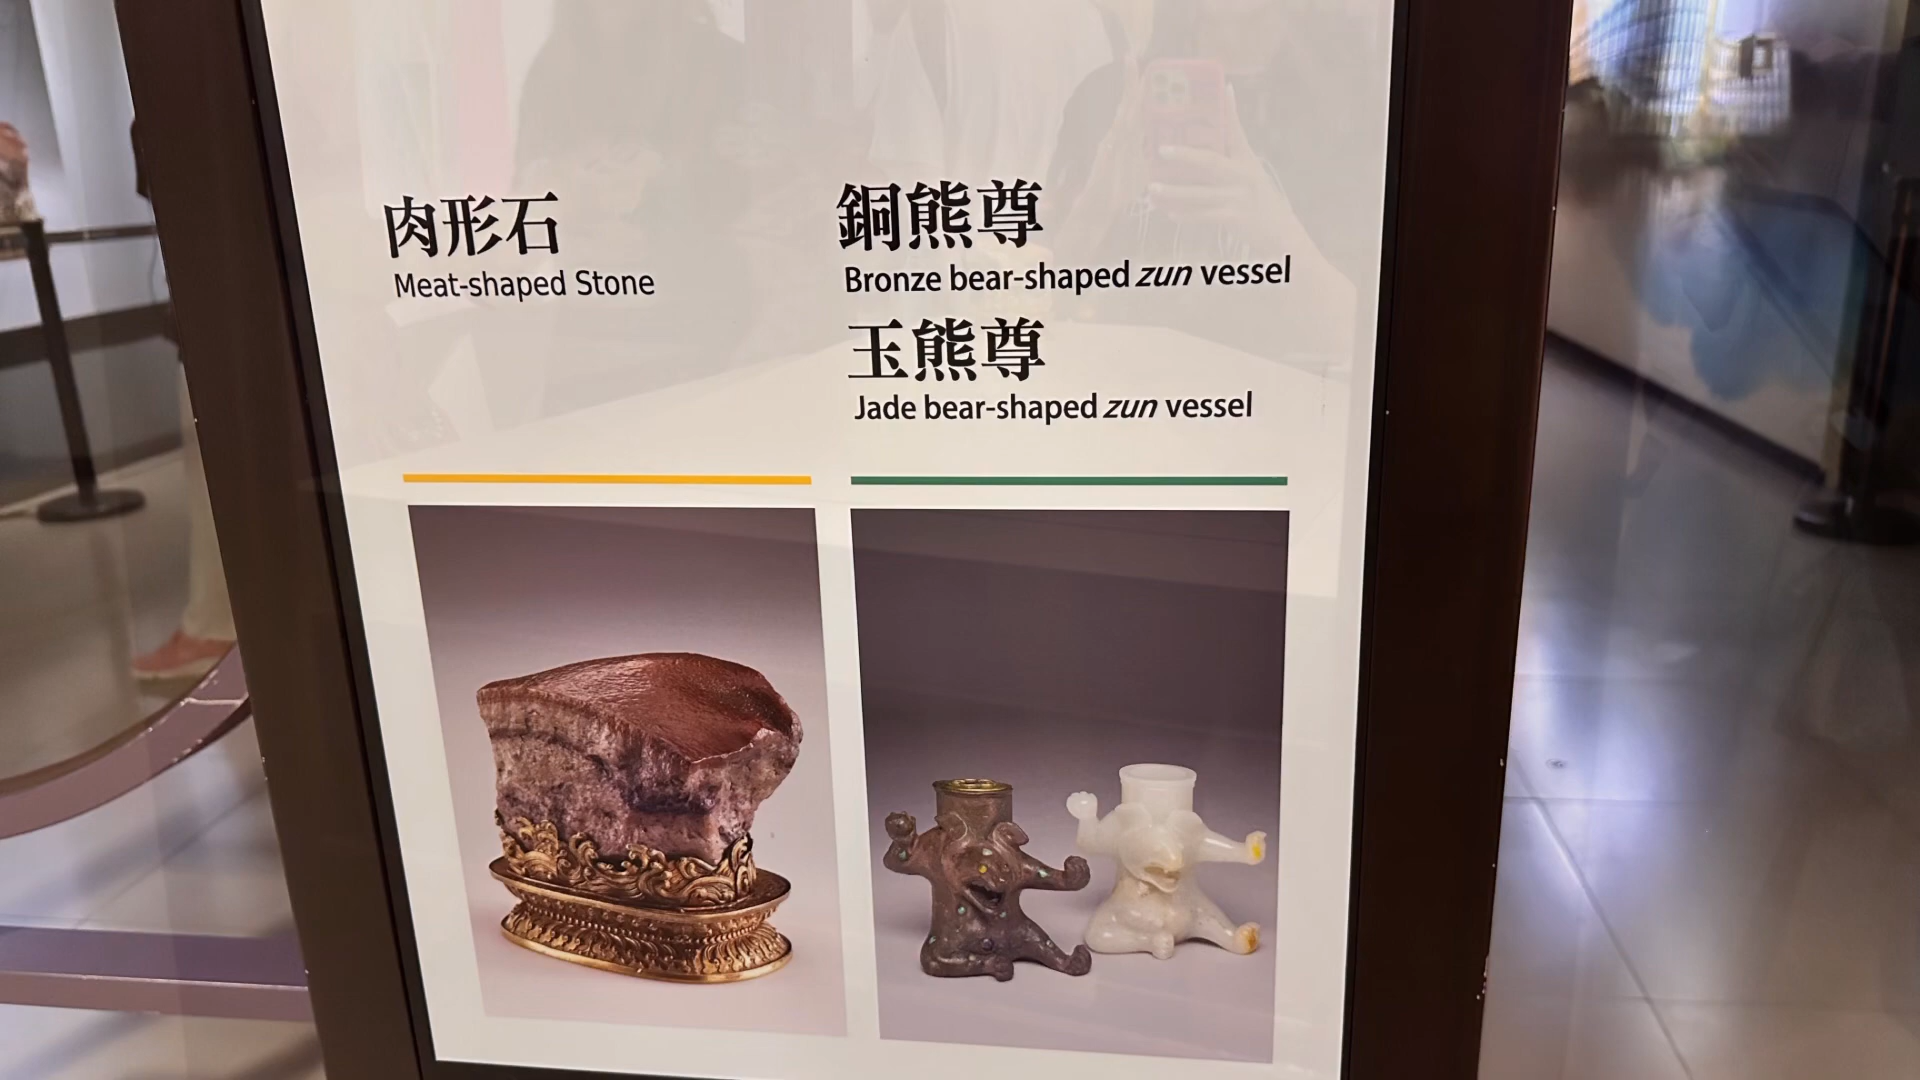 肉形石
Meat-shaped Stone
銅熊尊
Bronze bear-shaped zun vessel
玉熊尊
Jade bear-shaped zun vessel